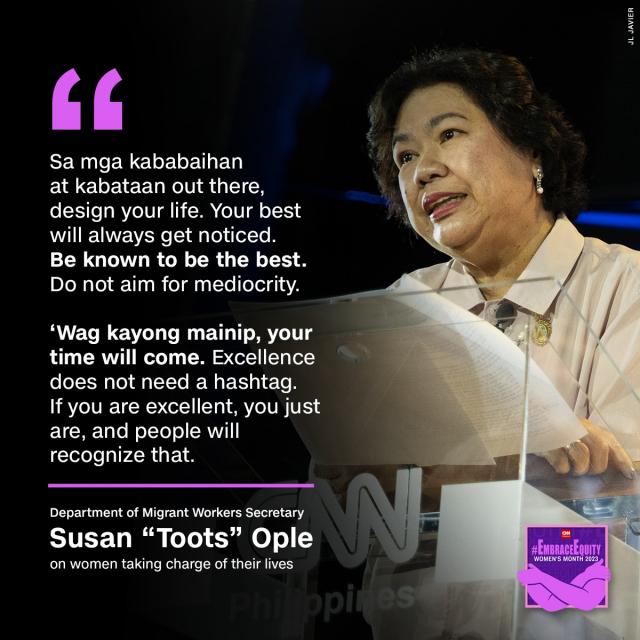 JL JAVIER
Sa mga kababaihan
at kabataan out there,
design your life. Your best
will always get noticed.
Be known to be the best.
Do not aim for mediocrity.
‘Wag kayong mainip, your
time will come. Excellence
does not need a hashtag.
If you are excellent, you just
are, and people will
recognize that.
Department of Migrant Workers Secretary
Susan “Toots” Ople
on women taking charge of their lives
CNN
Philippines
CNN
#EMBRACEEQUITY
WOMEN'S MONTH 2023